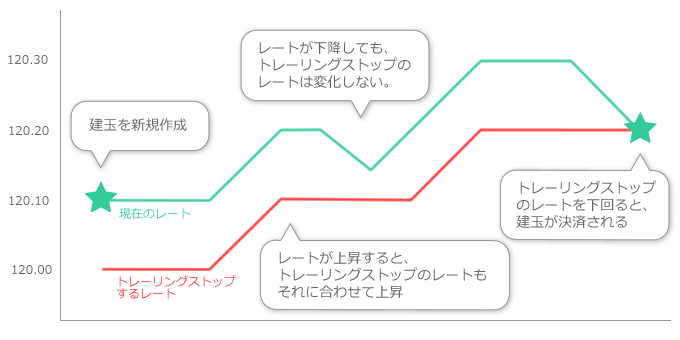 120.30
120.20
120.10
120.00
建玉を新規作成
レートが下降しても、
トレーリングストップの
レートは変化しない。
現在のレート
トレーリングストップ
するレート
レートが上昇すると、
トレーリングストップのレートも
それに合わせて上昇
トレーリングストップ
のレートを下回ると、
建玉が決済される